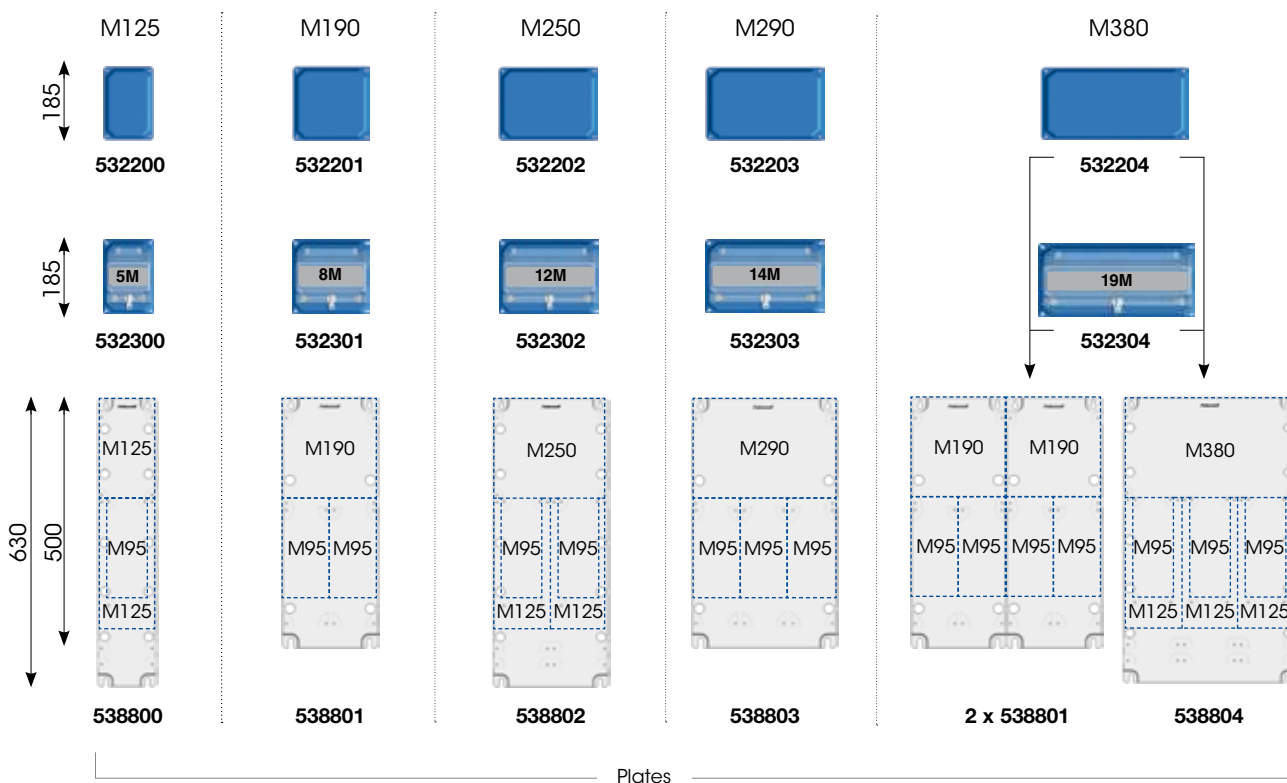 M125 M190 M250 M290 M380
185
532200 532201 532202 532203 532204
185
5M 8M 12M 14M 19M
532300 532301 532302 532303 532304
630
500
M125 M190 M250 M290 M190 M190 M380
M95 M95 M95 M95 M95 M95 M95 M95 M95 M95 M95 M95 M95 M95 M95
M125 M125 M125 M125 M125 M125
538800 538801 538802 538803 2 x 538801 538804
Plates